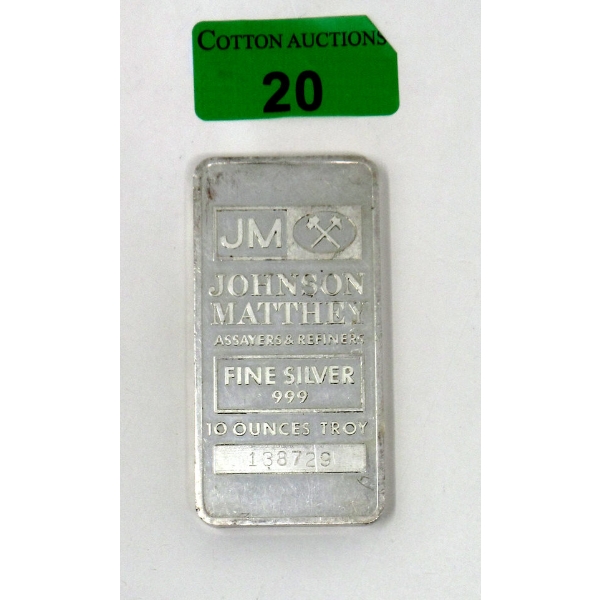 COTTON AUCTIONS
20
JM
JOHNSON
MATTHEY
ASSAYERS & REFINERS
FINE SILVER
999
10 OUNCES TROY
138729